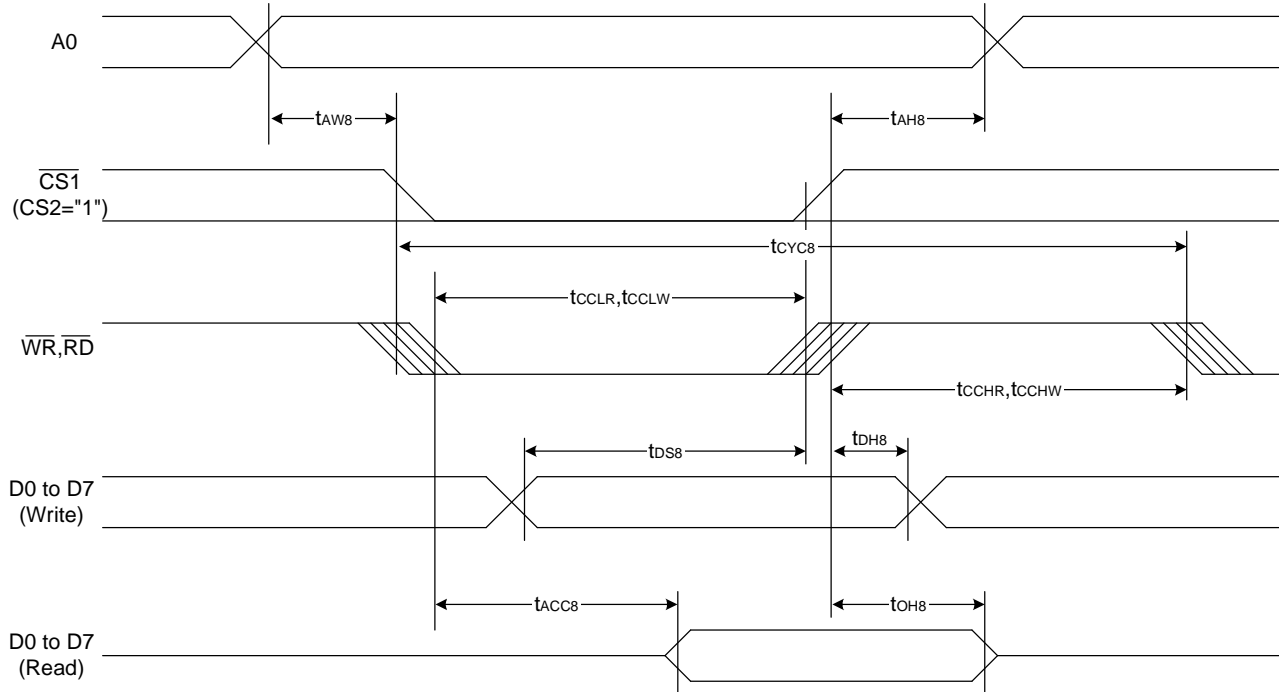 A0
tAW8
tAH8
CS1
(CS2="1")
tCYC8
tCCLR,tCCLW
WR,RD
tCCHR,tCCHW
tDS8
tDH8
D0 to D7
(Write)
tACC8
tOH8
D0 to D7
(Read)